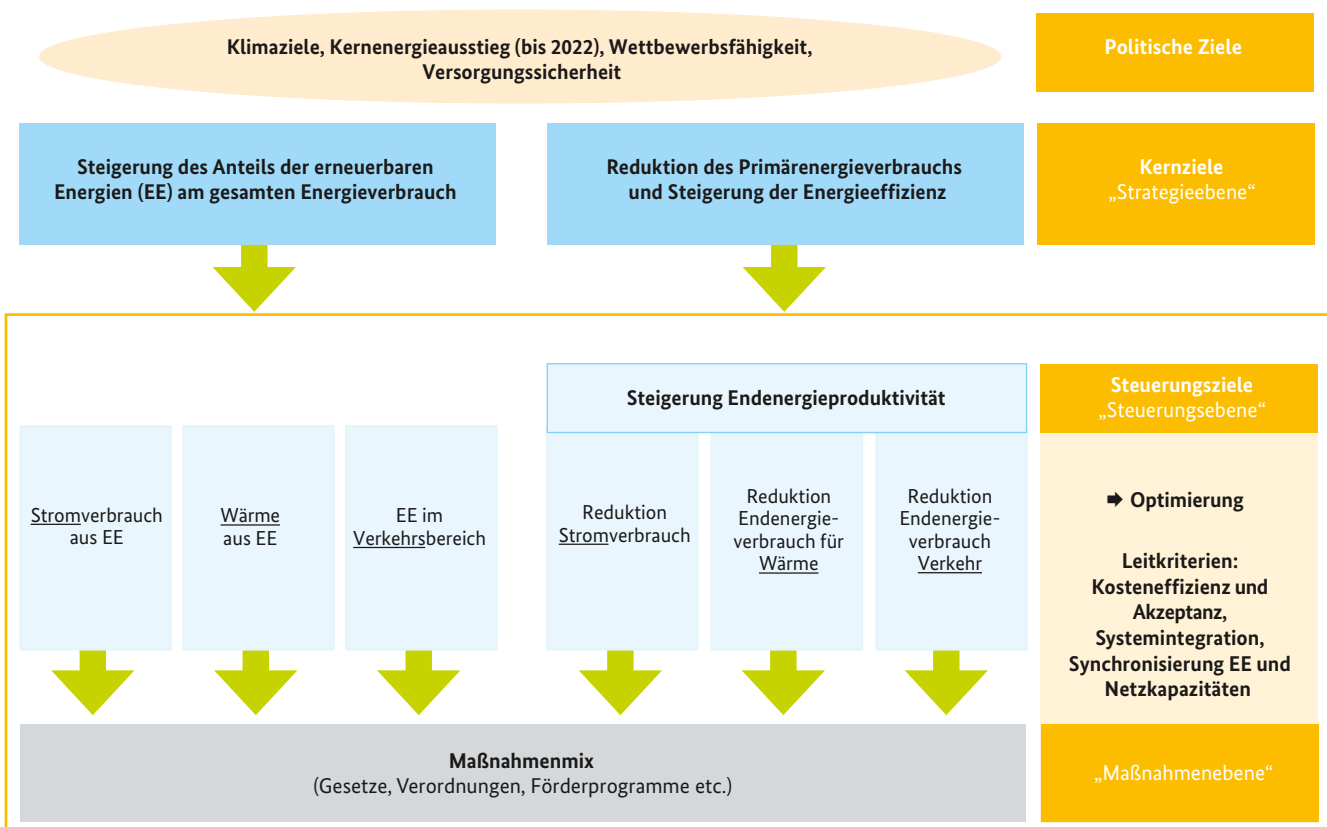 Klimaziele, Kernenergieausstieg (bis 2022), Wettbewerbsfähigkeit,
Versorgungssicherheit
Politische Ziele
Steigerung des Anteils der erneuerbaren
Energien (EE) am gesamten Energieverbrauch
Reduktion des Primärenergieverbrauchs
und Steigerung der Energieeffizienz
Kernziele
„Strategieebene“
Steigerung Endenergieproduktivität
Steuerungsziele
„Steuerungsebene“
Stromverbrauch
aus EE
Wärme
aus EE
EE im
Verkehrsbereich
Reduktion
Stromverbrauch
Reduktion
Endenergie-
verbrauch für
Wärme
Reduktion
Endenergie-
verbrauch
Verkehr
➡ Optimierung
Leitkriterien:
Kosteneffizienz und
Akzeptanz,
Systemintegration,
Synchronisierung EE und
Netzkapazitäten
Maßnahmenmix
(Gesetze, Verordnungen, Förderprogramme etc.)
„Maßnahmenebene“